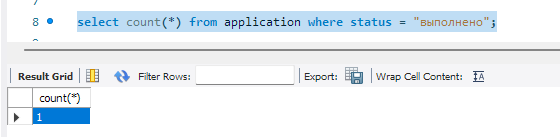 8 select count(*) from application where status = "выполнено";
Result Grid Filter Rows: Export: Wrap Cell Content:
count(*)
1